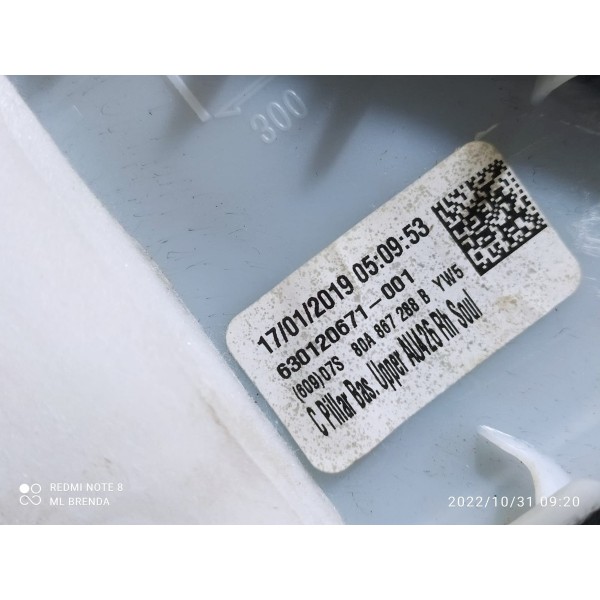 300
17/01/2019 05:09:53
630120671-001
(609)07S 80A 867 288 B YW5
C Pillar Bas. Upper AU426 Rh Soul
REDMI NOTE 8
ML BRENDA
2022/10/31 09:20